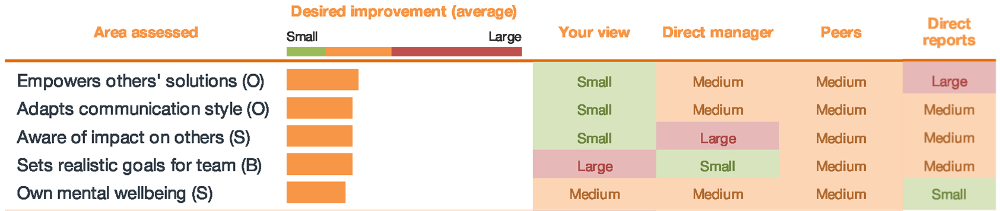 Desired improvement (average)
Area assessed
Small Large
Your view
Direct manager
Peers
Direct
reports
Empowers others' solutions (O) Small Medium Medium Large
Adapts communication style (O) Small Medium Medium Medium
Aware of impact on others (S) Small Large Medium Medium
Sets realistic goals for team (B) Large Small Medium Medium
Own mental wellbeing (S) Medium Medium Medium Small